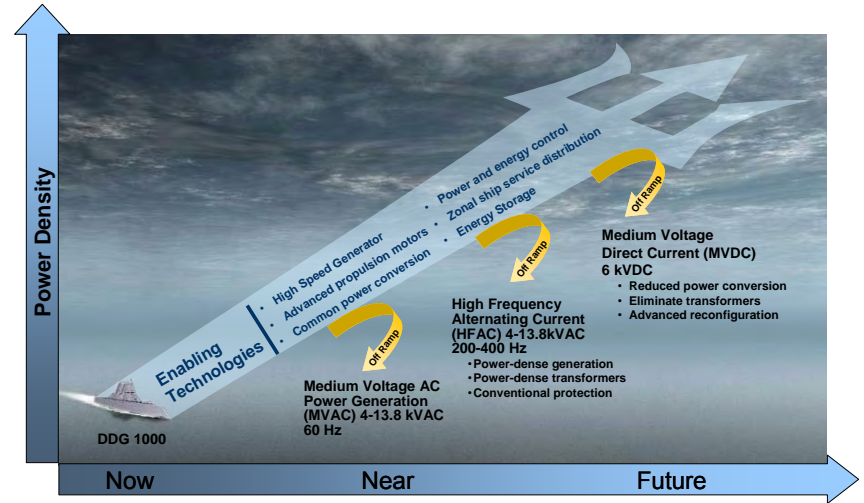 Power Density
Enabling
Technologies
• High Speed Generator
• Advanced propulsion motors
• Common power conversion
• Power and energy control
• Zonal ship service distribution
• Energy Storage
Off Ramp
Off Ramp
Off Ramp
Medium Voltage
Direct Current (MVDC)
6 kVDC
• Reduced power conversion
• Eliminate transformers
• Advanced reconfiguration
High Frequency
Alternating Current
(HFAC) 4-13.8kVAC
200-400 Hz
•Power-dense generation
•Power-dense transformers
•Conventional protection
Medium Voltage AC
Power Generation
(MVAC) 4-13.8 kVAC
60 Hz
DDG 1000
Now
Near
Future